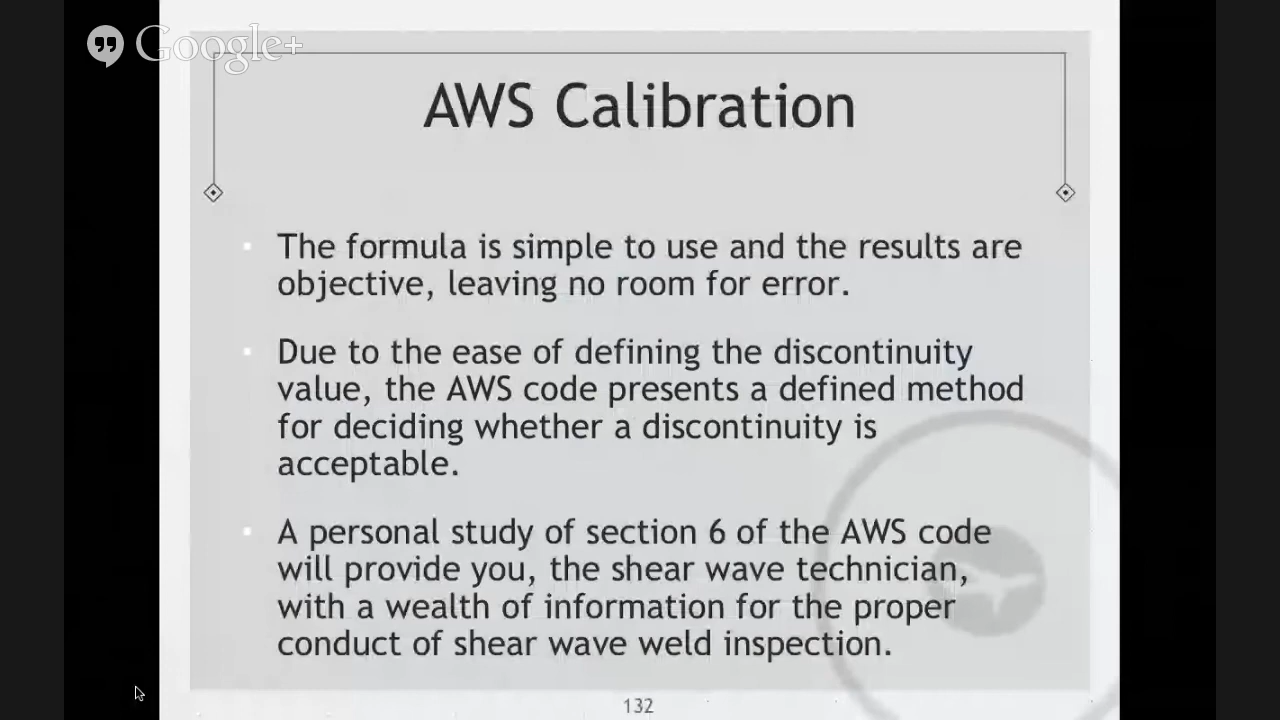 Google+
AWS Calibration
The formula is simple to use and the results are
objective, leaving no room for error.
Due to the ease of defining the discontinuity
value, the AWS code presents a defined method
for deciding whether a discontinuity is
acceptable.
A personal study of section 6 of the AWS code
will provide you, the shear wave technician,
with a wealth of information for the proper
conduct of shear wave weld inspection.
132